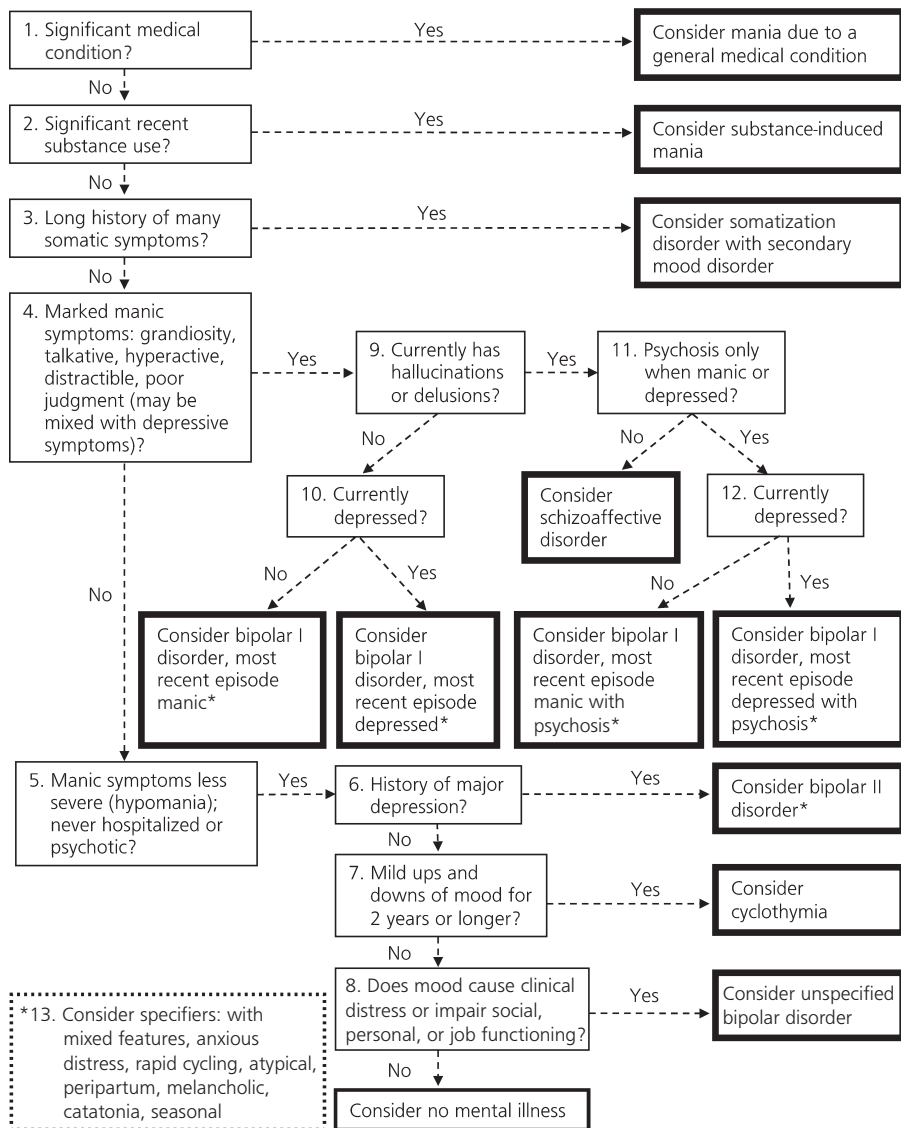 1. Significant medical
condition?
Yes
Consider mania due to a
general medical condition
No
2. Significant recent
substance use?
Yes
Consider substance-induced
mania
No
3. Long history of many
somatic symptoms?
Yes
Consider somatization
disorder with secondary
mood disorder
No
4. Marked manic
symptoms: grandiosity,
talkative, hyperactive,
distractible, poor
judgment (may be
mixed with depressive
symptoms)?
Yes
9. Currently has
hallucinations
or delusions?
Yes
11. Psychosis only
when manic or
depressed?
No
No
Yes
10. Currently
depressed?
Consider
schizoaffective
disorder
12. Currently
depressed?
No
Yes
No
Yes
No
Consider bipolar I
disorder, most
recent episode
manic*
Consider
bipolar I
disorder, most
recent episode
depressed*
Consider bipolar I
disorder, most
recent episode
manic with
psychosis*
Consider bipolar I
disorder, most
recent episode
depressed with
psychosis*
5. Manic symptoms less
severe (hypomania);
never hospitalized or
psychotic?
Yes
6. History of major
depression?
Yes
Consider bipolar II
disorder*
No
7. Mild ups and
downs of mood for
2 years or longer?
Yes
Consider
cyclothymia
No
8. Does mood cause clinical
distress or impair social,
personal, or job functioning?
Yes
Consider unspecified
bipolar disorder
No
Consider no mental illness
*13. Consider specifiers: with
mixed features, anxious
distress, rapid cycling, atypical,
peripartum, melancholic,
catatonia, seasonal